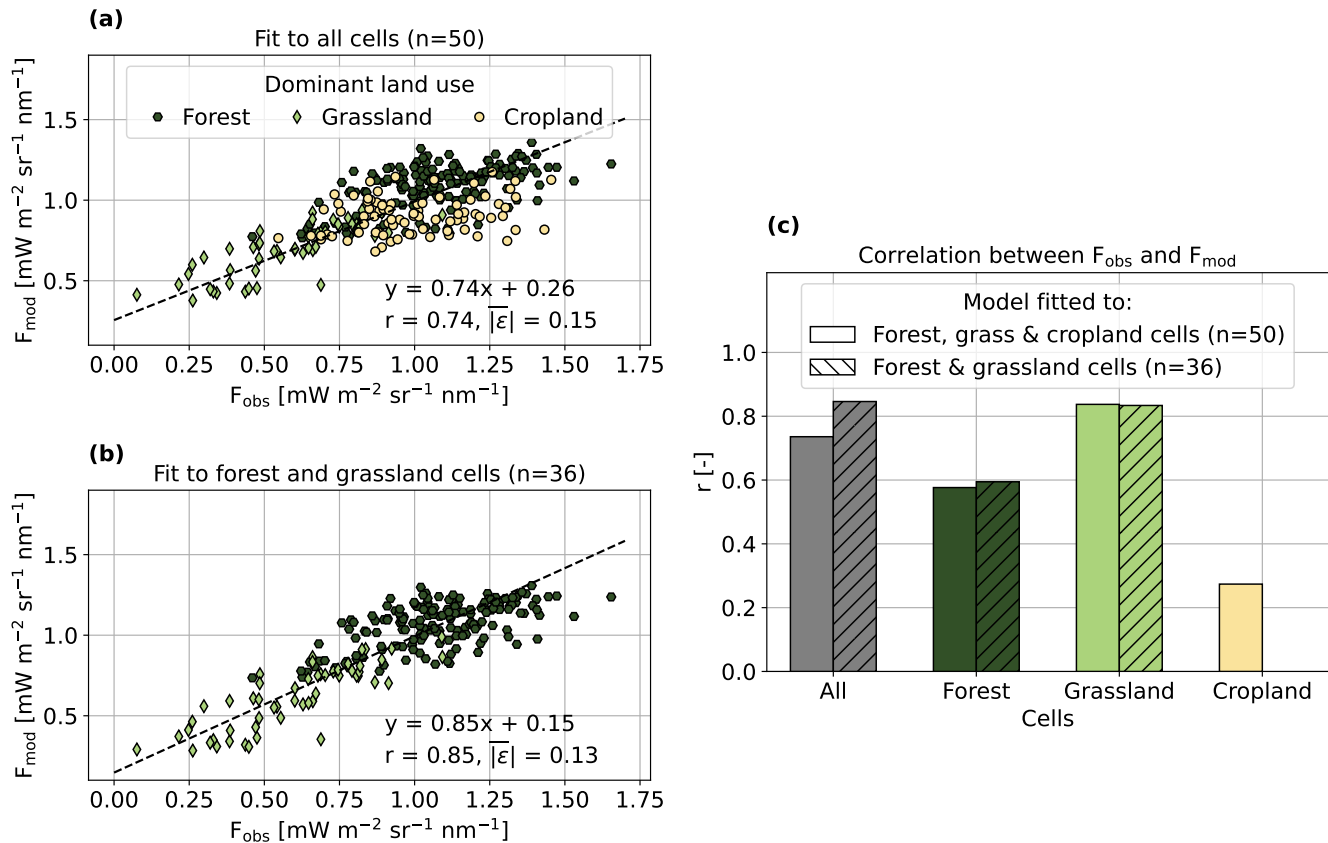 (a)
Fit to all cells (n=50)
Dominant land use
Forest Grassland Cropland
1.5
1.0
0.5
F_mod [mW m⁻² sr⁻¹ nm⁻¹]
y = 0.74x + 0.26
r = 0.74, |ε̅| = 0.15
0.00 0.25 0.50 0.75 1.00 1.25 1.50 1.75
F_obs [mW m⁻² sr⁻¹ nm⁻¹]
(b)
Fit to forest and grassland cells (n=36)
1.5
1.0
0.5
F_mod [mW m⁻² sr⁻¹ nm⁻¹]
y = 0.85x + 0.15
r = 0.85, |ε̅| = 0.13
0.00 0.25 0.50 0.75 1.00 1.25 1.50 1.75
F_obs [mW m⁻² sr⁻¹ nm⁻¹]
(c)
Correlation between F_obs and F_mod
Model fitted to:
Forest, grass & cropland cells (n=50)
Forest & grassland cells (n=36)
1.0
0.8
0.6
0.4
0.2
0.0
r [-]
All Forest Grassland Cropland
Cells